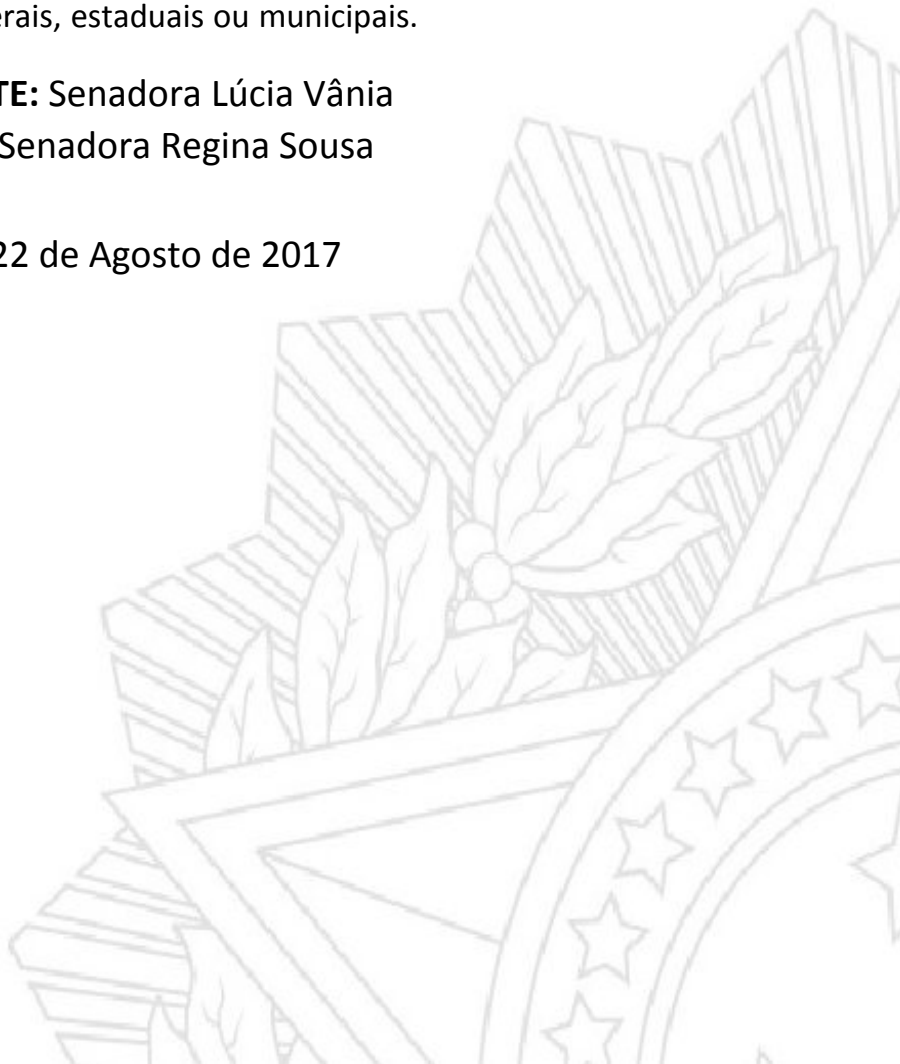 erais, estaduais ou municipais.
TE: Senadora Lúcia Vânia
Senadora Regina Sousa
22 de Agosto de 2017